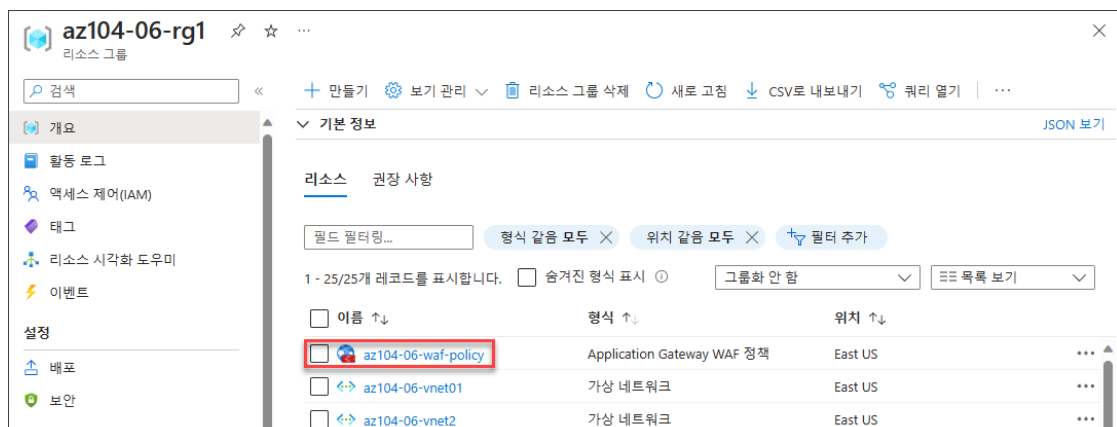 az104-06-rg1
리소스 그룹
검색
만들기 보기 관리 리소스 그룹 삭제 새로 고침 CSV로 내보내기 쿼리 열기
개요
기본 정보 JSON 보기
활동 로그
액세스 제어(IAM)
태그
리소스 시각화 도우미
이벤트
설정
배포
보안
리소스 권장 사항
필드 필터링... 형식 같음 모두 위치 같음 모두 필터 추가
1 - 25/25개 레코드를 표시합니다. 숨겨진 형식 표시 그룹화 안 함 목록 보기
이름 형식 위치
az104-06-waf-policy Application Gateway WAF 정책 East US
az104-06-vnet01 가상 네트워크 East US
az104-06-vnet2 가상 네트워크 East US